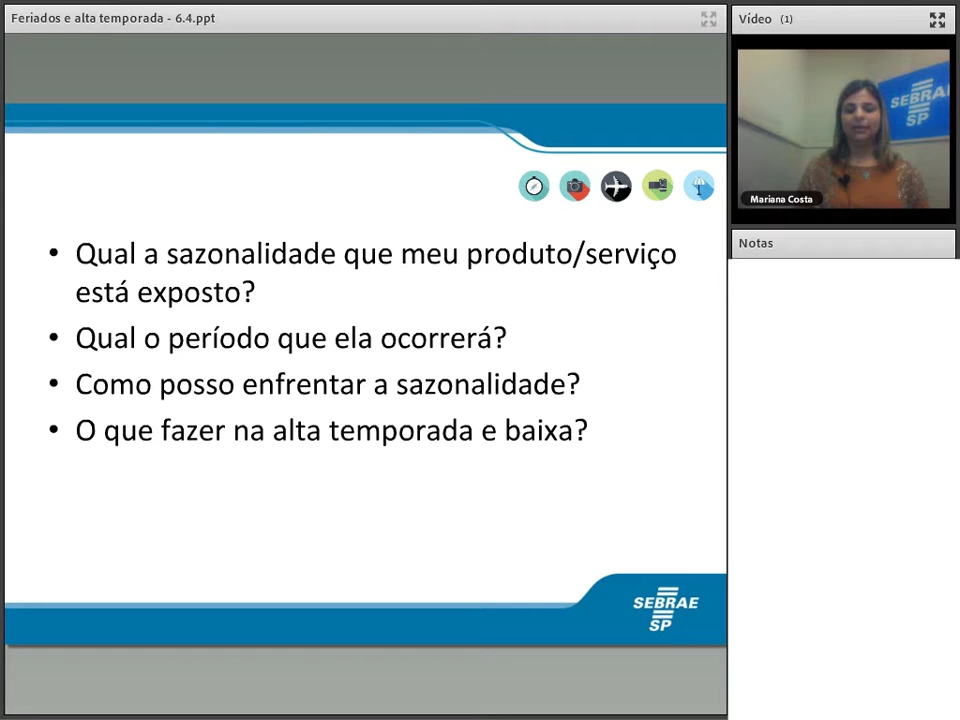 Feriados e alta temporada - 6.4.ppt
Vídeo (1)
SEBRAE
SP
Mariana Costa
Notas
• Qual a sazonalidade que meu produto/serviço
está exposto?
• Qual o período que ela ocorrerá?
• Como posso enfrentar a sazonalidade?
• O que fazer na alta temporada e baixa?
SEBRAE
SP